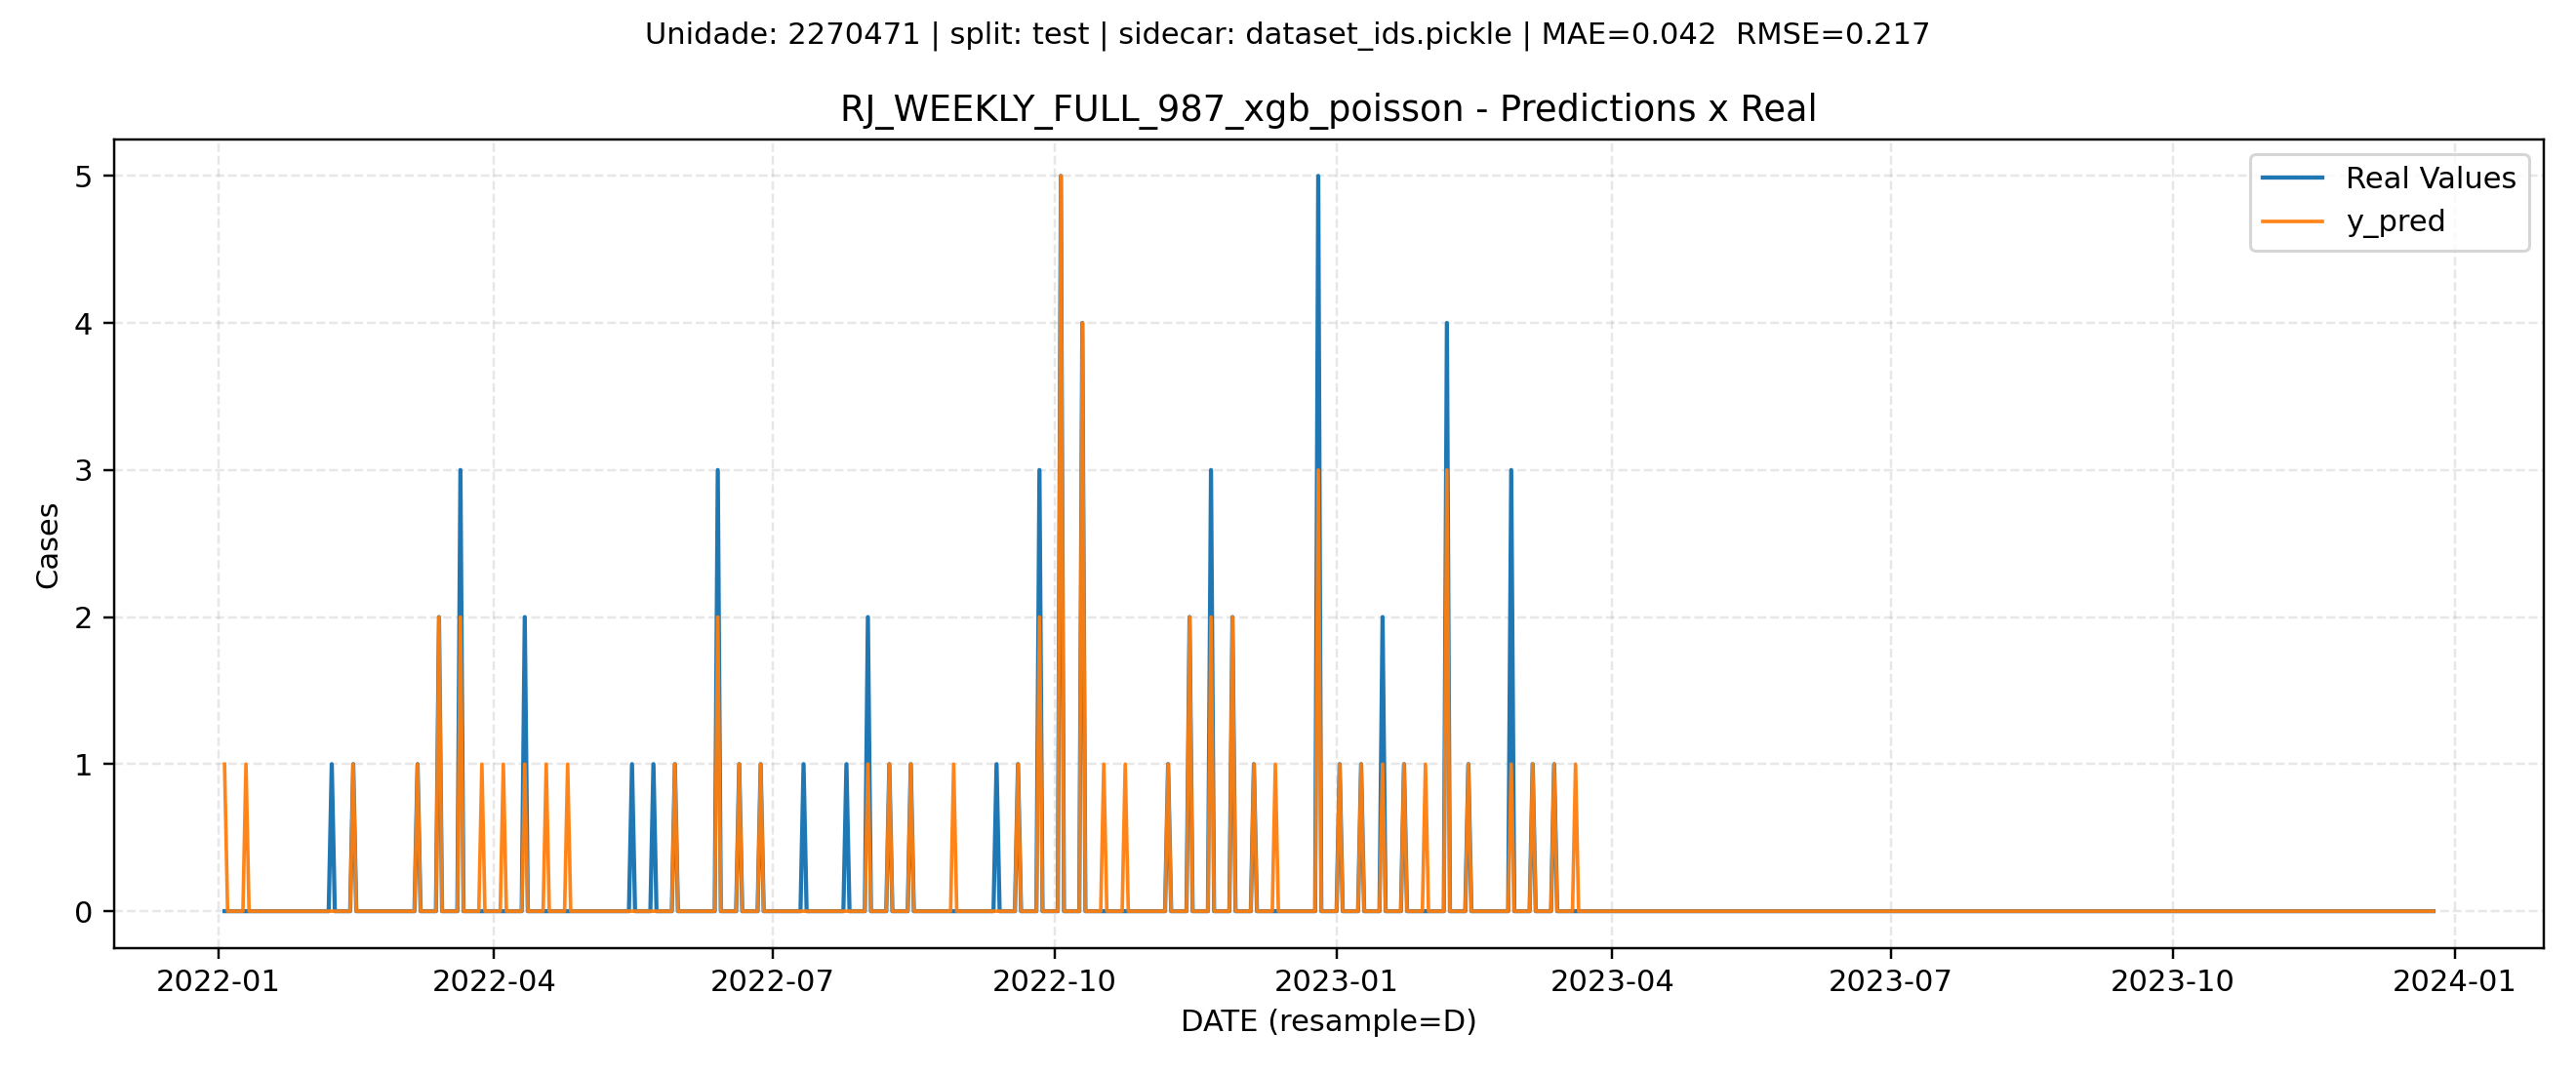 Unidade: 2270471 | split: test | sidecar: dataset_ids.pickle | MAE=0.042  RMSE=0.217
RJ_WEEKLY_FULL_987_xgb_poisson - Predictions x Real
Real Values
y_pred
5
4
3
2
1
0
Cases
2022-01 2022-04 2022-07 2022-10 2023-01 2023-04 2023-07 2023-10 2024-01
DATE (resample=D)